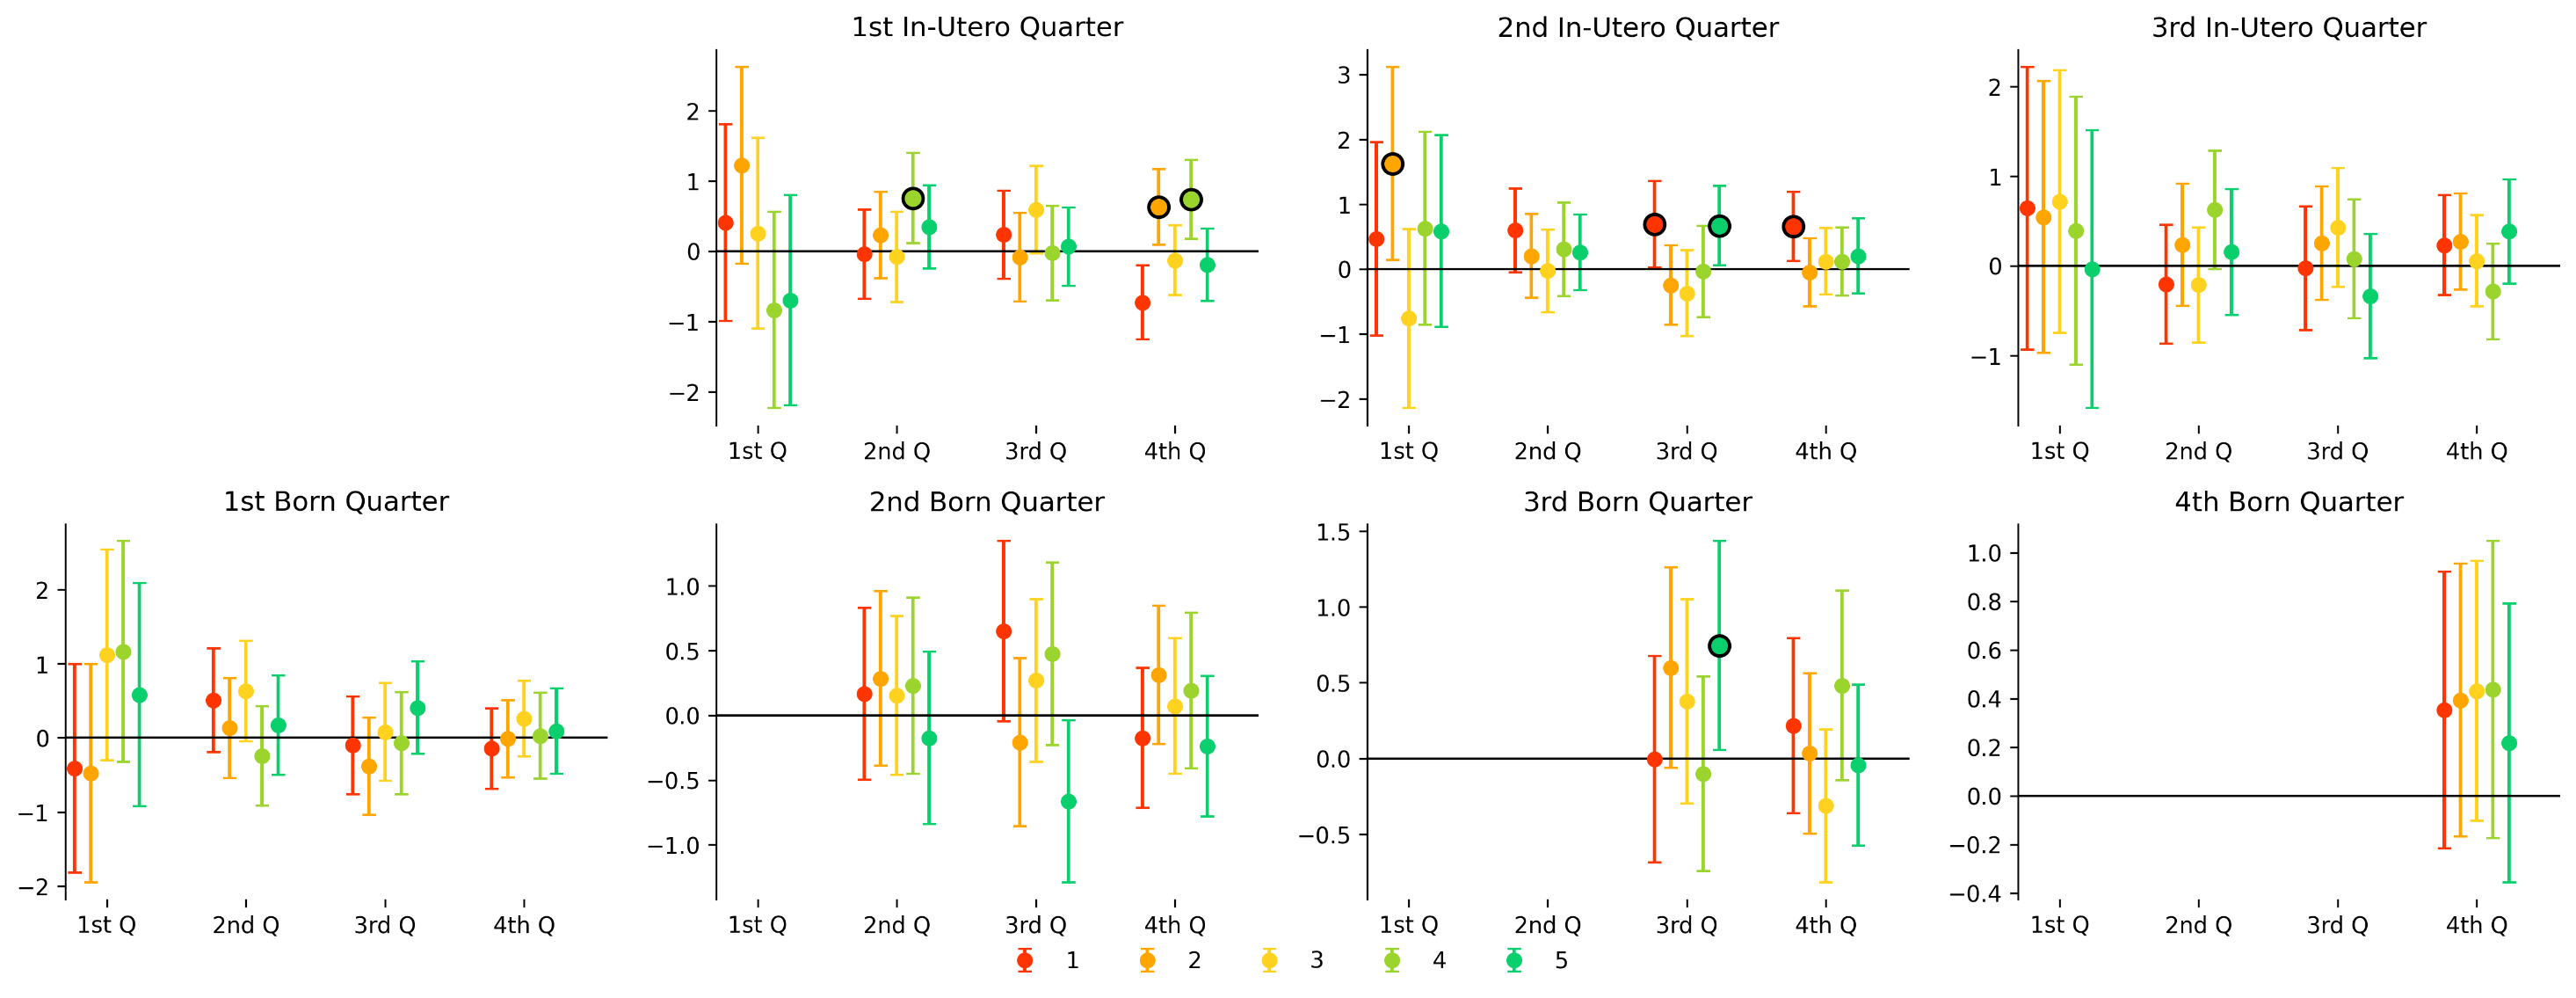 1st In-Utero Quarter
2
1
0
−1
−2
1st Q 2nd Q 3rd Q 4th Q
2nd In-Utero Quarter
3
2
1
0
−1
−2
1st Q 2nd Q 3rd Q 4th Q
3rd In-Utero Quarter
2
1
0
−1
1st Q 2nd Q 3rd Q 4th Q
1st Born Quarter
2
1
0
−1
−2
1st Q 2nd Q 3rd Q 4th Q
2nd Born Quarter
1.0
0.5
0.0
−0.5
−1.0
1st Q 2nd Q 3rd Q 4th Q
3rd Born Quarter
1.5
1.0
0.5
0.0
−0.5
1st Q 2nd Q 3rd Q 4th Q
4th Born Quarter
1.0
0.8
0.6
0.4
0.2
0.0
−0.2
−0.4
1st Q 2nd Q 3rd Q 4th Q
1 2 3 4 5